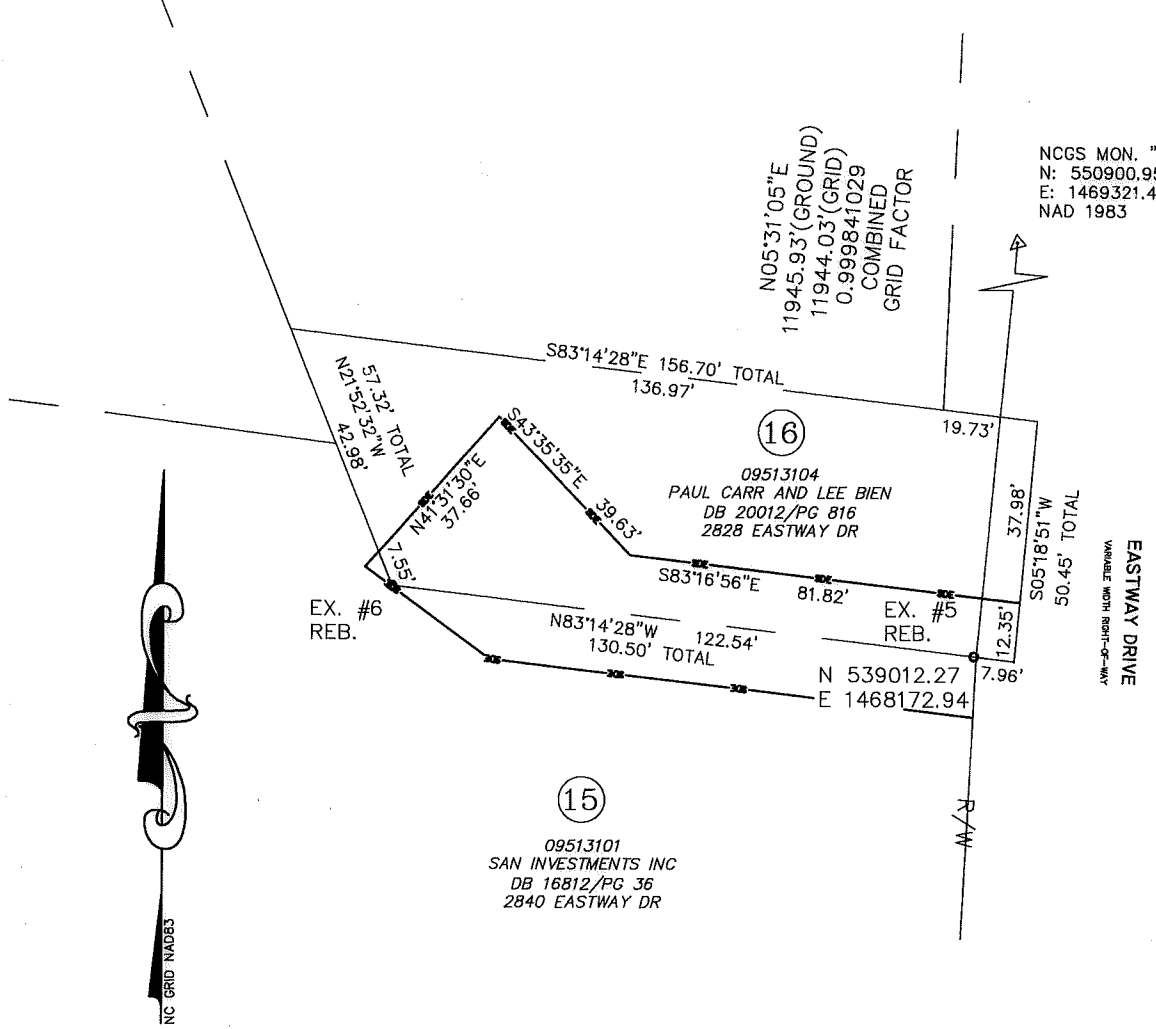 NCGS MON. "
N: 550900.95
E: 1469321.4
NAD 1983
N05°31'05"E
11945.93'(GROUND)
11944.03'(GRID)
0.999841029
COMBINED
GRID FACTOR
S83°14'28"E 156.70' TOTAL
136.97'
19.73'
57.32' TOTAL
N21°52'32"W
42.98'
16
09513104
PAUL CARR AND LEE BIEN
DB 20012/PG 816
2828 EASTWAY DR
S43°35'35"E
39.63'
N41°31'30"E
37.66'
7.55'
S83°16'56"E
81.82'
37.98'
S05°18'51"W
50.45' TOTAL
12.35'
EASTWAY DRIVE
VARIABLE WIDTH RIGHT-OF-WAY
EX. #6
REB.
EX. #5
REB.
N83°14'28"W
122.54'
130.50' TOTAL
7.96'
N 539012.27
E 1468172.94
15
09513101
SAN INVESTMENTS INC
DB 16812/PG 36
2840 EASTWAY DR
R/W
NC GRID NAD83